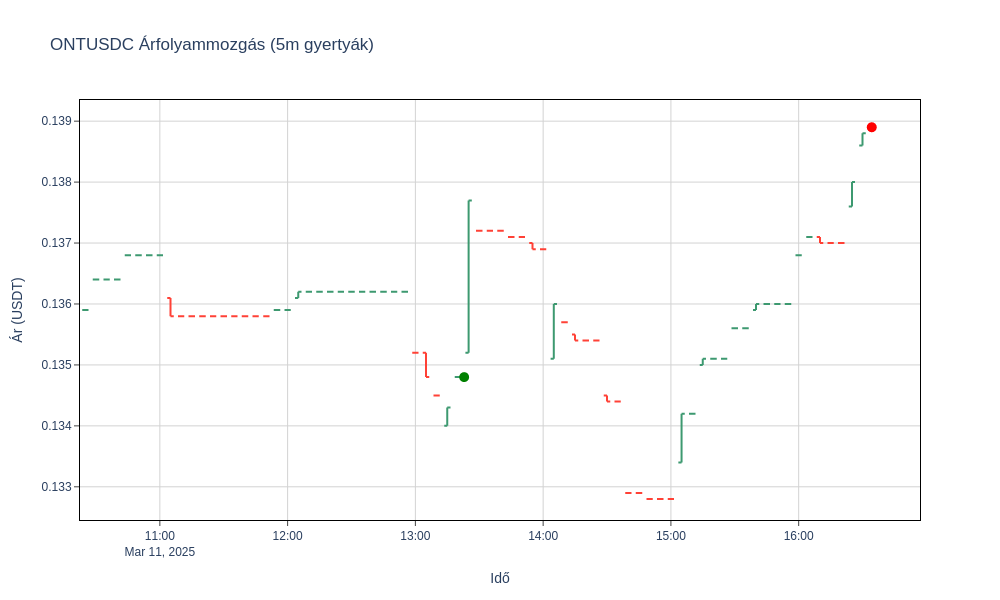 ONTUSDC Árfolyammozgás (5m gyertyák)
0.139
0.138
0.137
0.136
0.135
0.134
0.133
Ár (USDT)
11:00 12:00 13:00 14:00 15:00 16:00
Mar 11, 2025
Idő